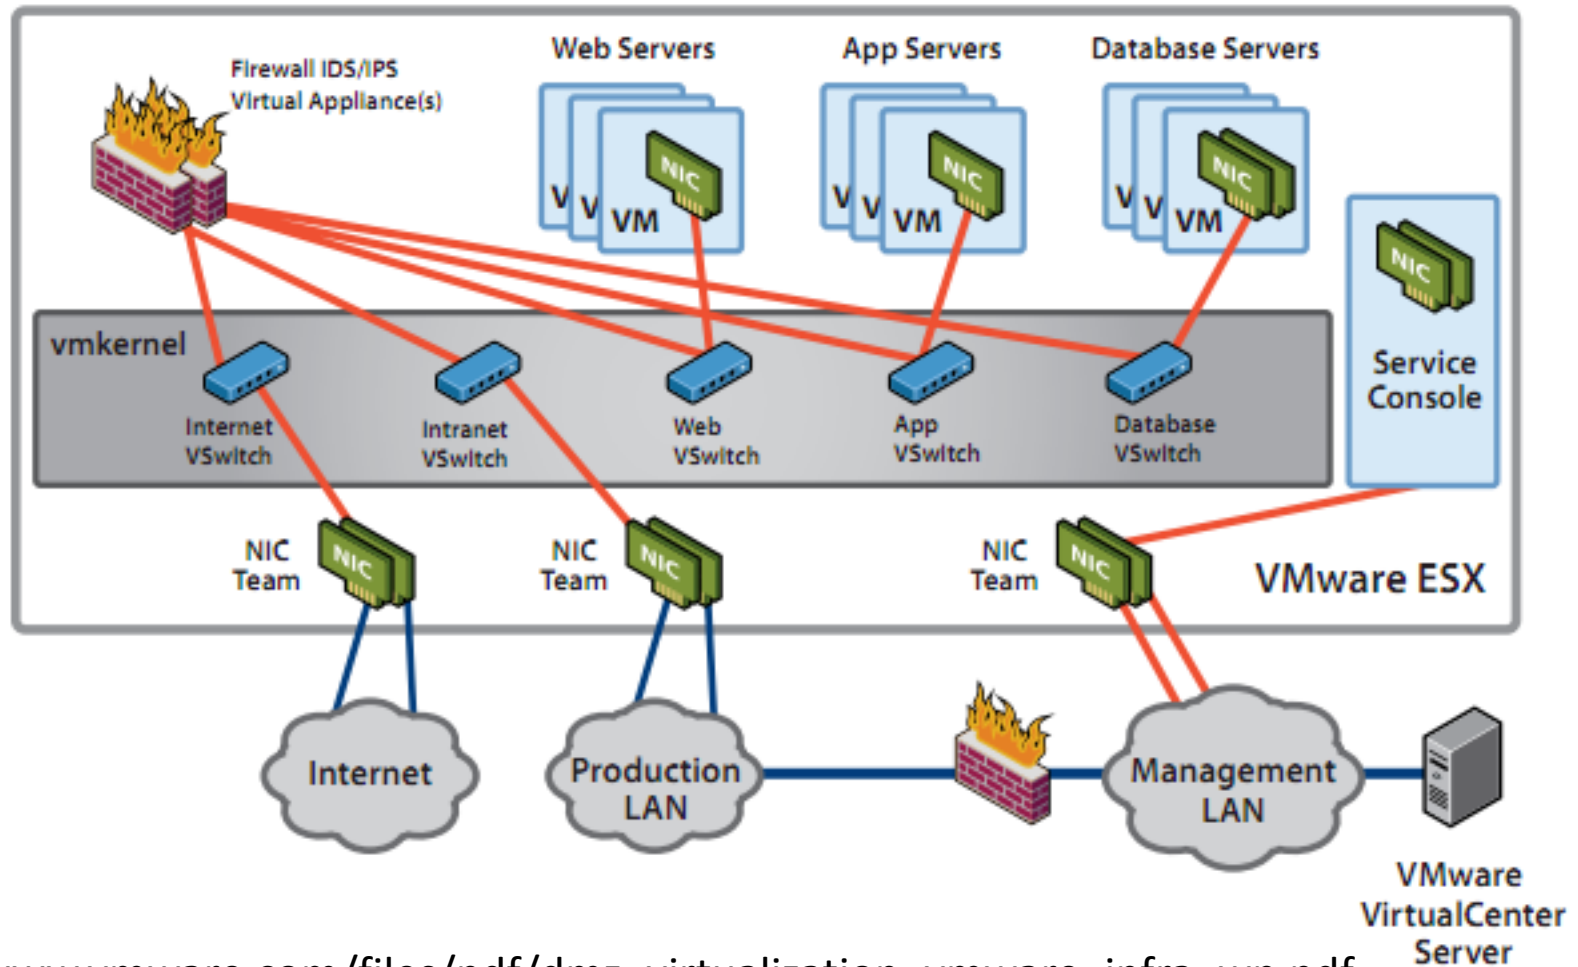 Web Servers
App Servers
Database Servers
Firewall IDS/IPS
Virtual Appliance(s)
NIC
NIC
NIC
V
V
VM
V
V
VM
V
V
VM
NIC
Service
Console
vmkernel
Internet
VSwitch
Intranet
VSwitch
Web
VSwitch
App
VSwitch
Database
VSwitch
NIC
Team
NIC
NIC
Team
NIC
NIC
Team
NIC
VMware ESX
Internet
Production
LAN
Management
LAN
VMware
VirtualCenter
Server